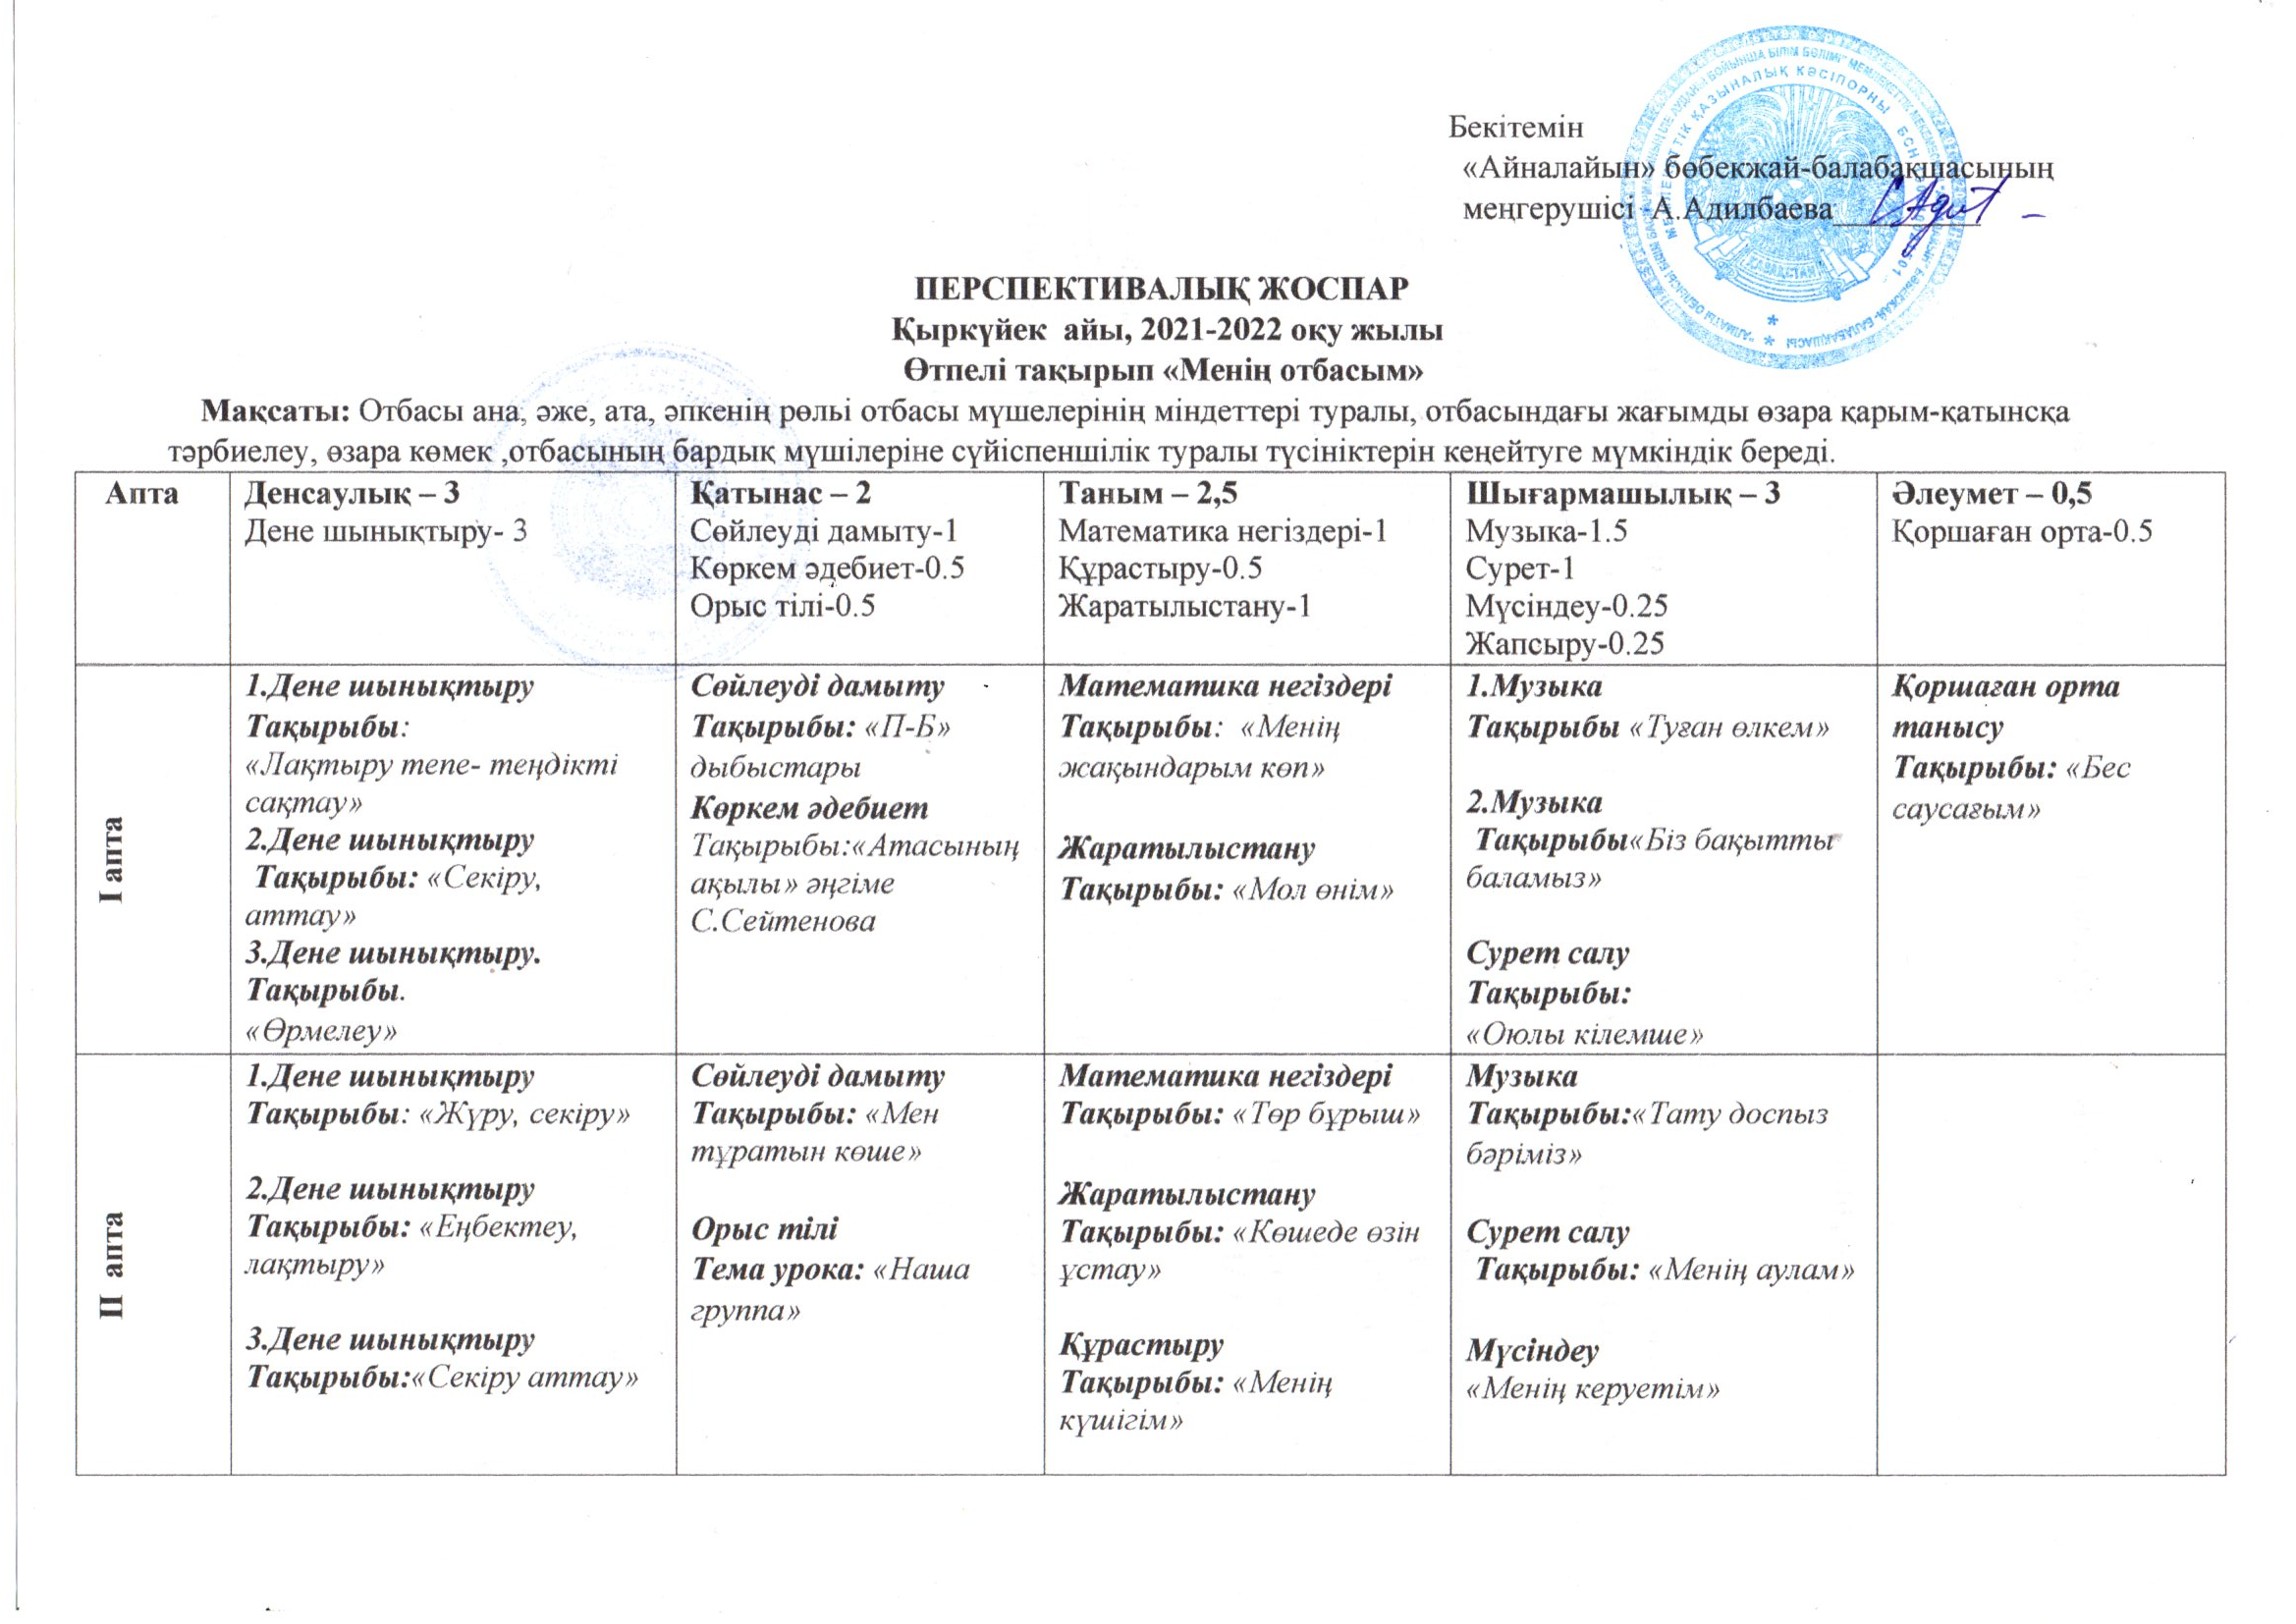 Бекітемін
«Айналайын» бөбекжай-балабақшасының
меңгерушісі А.Адилбаева
ПЕРСПЕКТИВАЛЫҚ ЖОСПАР
Қыркүйек айы, 2021-2022 оқу жылы
Өтпелі тақырып «Менің отбасым»
Мақсаты: Отбасы ана, әже, ата, әпкенің рөльі отбасы мүшелерінің міндеттері туралы, отбасындағы жағымды өзара қарым-қатынсқа
тәрбиелеу, өзара көмек ,отбасының бардық мүшілеріне сүйіспеншілік туралы түсініктерін кеңейтуге мүмкіндік береді.
Апта
Денсаулық – 3
Дене шынықтыру- 3
Қатынас – 2
Сөйлеуді дамыту-1
Көркем әдебиет-0.5
Орыс тілі-0.5
Таным – 2,5
Математика негіздері-1
Құрастыру-0.5
Жаратылыстану-1
Шығармашылық – 3
Музыка-1.5
Сурет-1
Мүсіндеу-0.25
Жапсыру-0.25
Әлеумет – 0,5
Қоршаған орта-0.5
I апта
1.Дене шынықтыру
Тақырыбы:
«Лақтыру тепе- теңдікті
сақтау»
2.Дене шынықтыру
Тақырыбы: «Секіру,
аттау»
3.Дене шынықтыру.
Тақырыбы.
«Өрмелеу»
Сөйлеуді дамыту
Тақырыбы: «П-Б»
дыбыстары
Көркем әдебиет
Тақырыбы:«Атасының
ақылы» әңгіме
С.Сейтенова
Математика негіздері
Тақырыбы: «Менің
жақындарым көп»
Жаратылыстану
Тақырыбы: «Мол өнім»
1.Музыка
Тақырыбы «Туған өлкем»
2.Музыка
Тақырыбы«Біз бақытты
баламыз»
Сурет салу
Тақырыбы:
«Оюлы кілемше»
Қоршаған орта
танысу
Тақырыбы: «Бес
саусағым»
II апта
1.Дене шынықтыру
Тақырыбы: «Жүру, секіру»
2.Дене шынықтыру
Тақырыбы: «Еңбектеу,
лақтыру»
3.Дене шынықтыру
Тақырыбы:«Секіру аттау»
Сөйлеуді дамыту
Тақырыбы: «Мен
тұратын көше»
Орыс тілі
Тема урока: «Наша
группа»
Математика негіздері
Тақырыбы: «Төр бұрыш»
Жаратылыстану
Тақырыбы: «Көшеде өзін
ұстау»
Құрастыру
Тақырыбы: «Менің
күшігім»
Музыка
Тақырыбы:«Тату доспыз
бәріміз»
Сурет салу
Тақырыбы: «Менің аулам»
Мүсіндеу
«Менің керуетім»